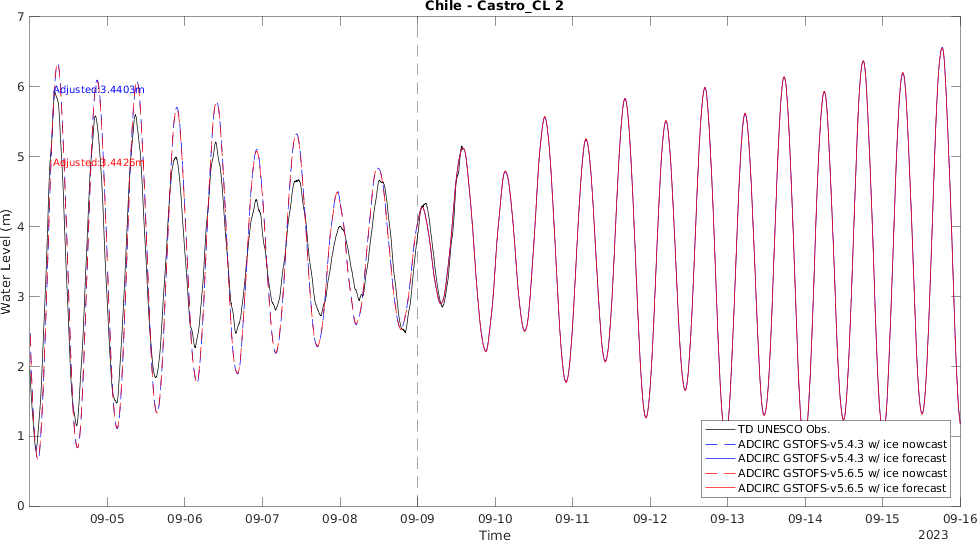 Chile - Castro_CL 2
7
6
5
4
3
2
1
0
Water Level (m)
Adjusted:3.4403m
Adjusted:3.4426m
TD UNESCO Obs.
ADCIRC GSTOFS-v5.4.3 w/ ice nowcast
ADCIRC GSTOFS-v5.4.3 w/ ice forecast
ADCIRC GSTOFS-v5.6.5 w/ ice nowcast
ADCIRC GSTOFS-v5.6.5 w/ ice forecast
09-05 09-06 09-07 09-08 09-09 09-10 09-11 09-12 09-13 09-14 09-15 09-16
Time
2023